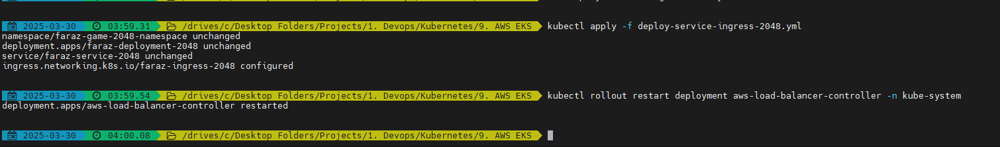 2025-03-30 03:59.31 /drives/c/Desktop Folders/Projects/1. Devops/Kubernetes/9. AWS EKS kubectl apply -f deploy-service-ingress-2048.yml
namespace/faraz-game-2048-namespace unchanged
deployment.apps/faraz-deployment-2048 unchanged
service/faraz-service-2048 unchanged
ingress.networking.k8s.io/faraz-ingress-2048 configured
2025-03-30 03:59.54 /drives/c/Desktop Folders/Projects/1. Devops/Kubernetes/9. AWS EKS kubectl rollout restart deployment aws-load-balancer-controller -n kube-system
deployment.apps/aws-load-balancer-controller restarted
2025-03-30 04:00.08 /drives/c/Desktop Folders/Projects/1. Devops/Kubernetes/9. AWS EKS